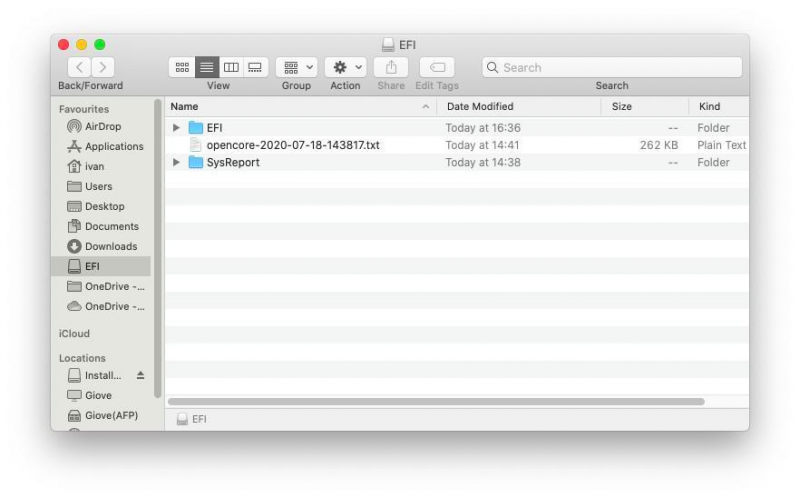 EFI
Search
Back/Forward
View
Group
Action
Share
Edit Tags
Search
Favourites
AirDrop
Applications
ivan
Users
Desktop
Documents
Downloads
EFI
OneDrive -...
OneDrive -...
iCloud
Locations
Install...
Giove
Giove(AFP)
Name Date Modified Size Kind
EFI Today at 16:36 -- Folder
opencore-2020-07-18-143817.txt Today at 14:41 262 KB Plain Text
SysReport Today at 14:38 -- Folder
EFI